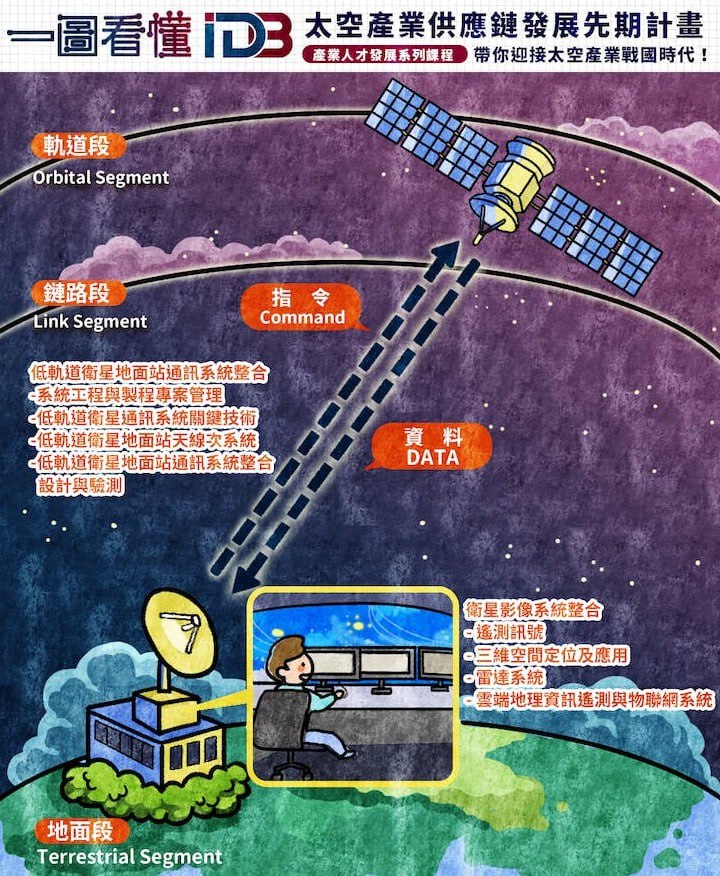 一圖看懂 iDB 太空產業供應鏈發展先期計畫
產業人才發展系列課程 帶你迎接太空產業戰國時代！
軌道段
Orbital Segment
鏈路段
Link Segment
指 令
Command
低軌道衛星地面站通訊系統整合
-系統工程與製程專案管理
-低軌道衛星通訊系統關鍵技術
-低軌道衛星地面站天線次系統
-低軌道衛星地面站通訊系統整合
設計與驗測
資 料
DATA
衛星影像系統整合
- 遙測訊號
- 三維空間定位及應用
- 雷達系統
- 雲端地理資訊遙測與物聯網系統
地面段
Terrestrial Segment